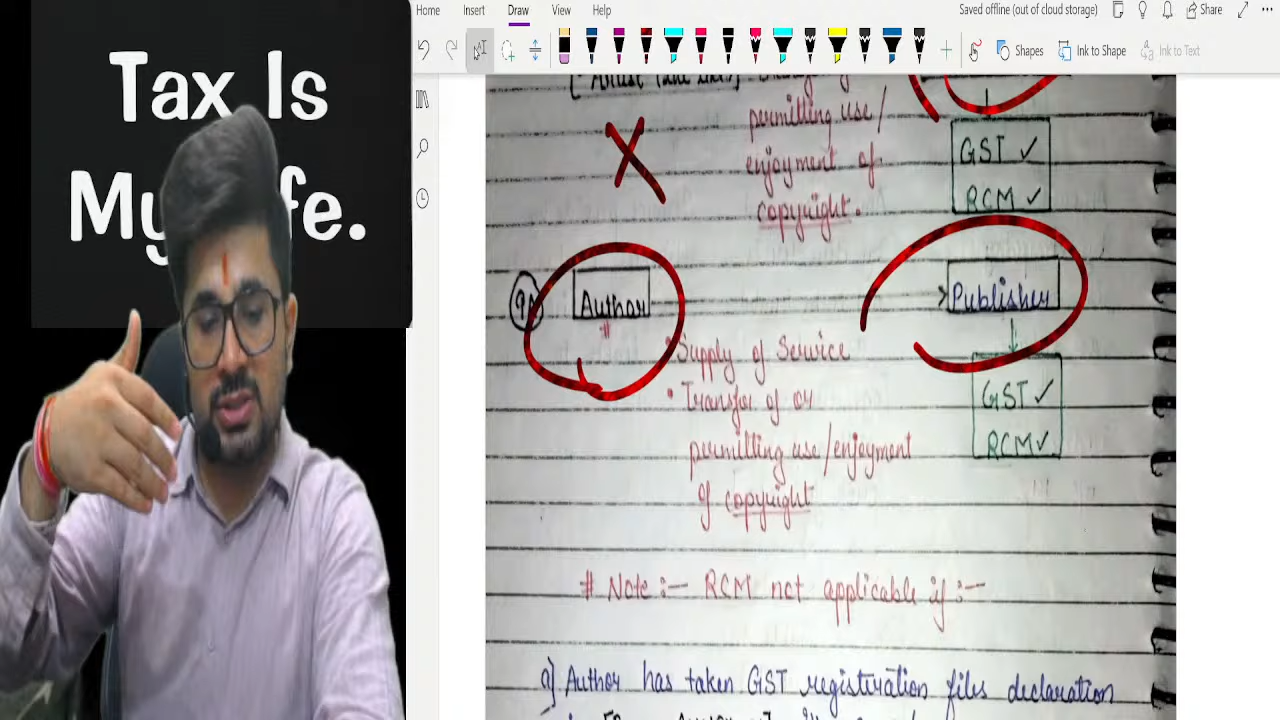 Home Insert Draw View Help
Saved offline (out of cloud storage)
Share
Shapes
Ink to Shape
Ink to Text
Tax Is
My
fe.
permitting use/
enjoyment of
copyright.
GST ✓
RCM ✓
9A
Author
Publisher
#
• Supply of Service
• Transfer of or
permitting use/enjoyment
of copyright
GST ✓
RCM ✓
# Note :- RCM not applicable if :-
a] Author has taken GST registration files declaration